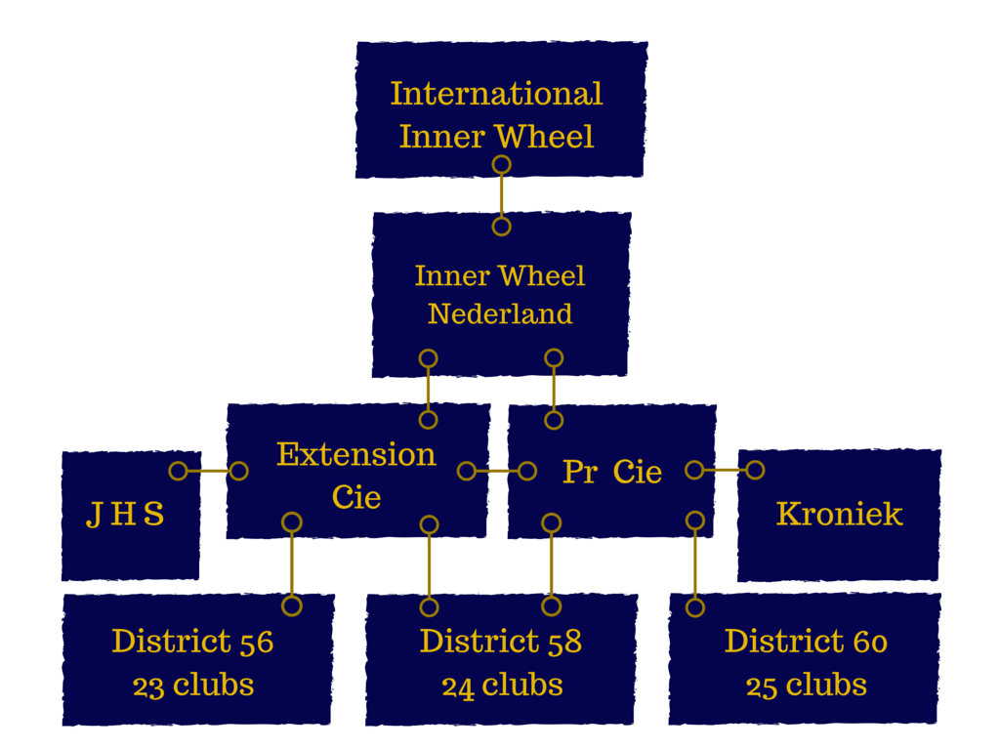 International
Inner Wheel
Inner Wheel
Nederland
Extension
Cie
Pr Cie
J H S
Kroniek
District 56
23 clubs
District 58
24 clubs
District 60
25 clubs